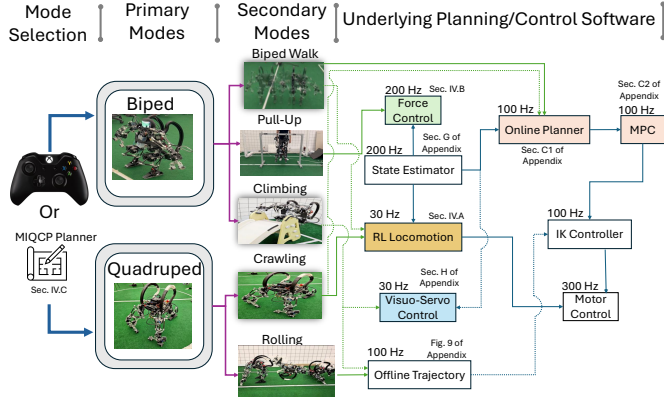 Mode
Selection
Primary
Modes
Secondary
Modes
Underlying Planning/Control Software
Biped Walk
Biped
Pull-Up
Climbing
Or
MIQCP Planner
Sec. IV.C
Quadruped
Crawling
Rolling
200 Hz
Sec. IV.B
Force
Control
200 Hz
Sec. G of
Appendix
State Estimator
100 Hz
Online Planner
Sec. C1 of
Appendix
Sec. C2 of
Appendix
100 Hz
MPC
30 Hz
Sec. IV.A
RL Locomotion
100 Hz
IK Controller
Sec. H of
Appendix
30 Hz
Visuo-Servo
Control
300 Hz
Motor
Control
Fig. 9 of
Appendix
100 Hz
Offline Trajectory